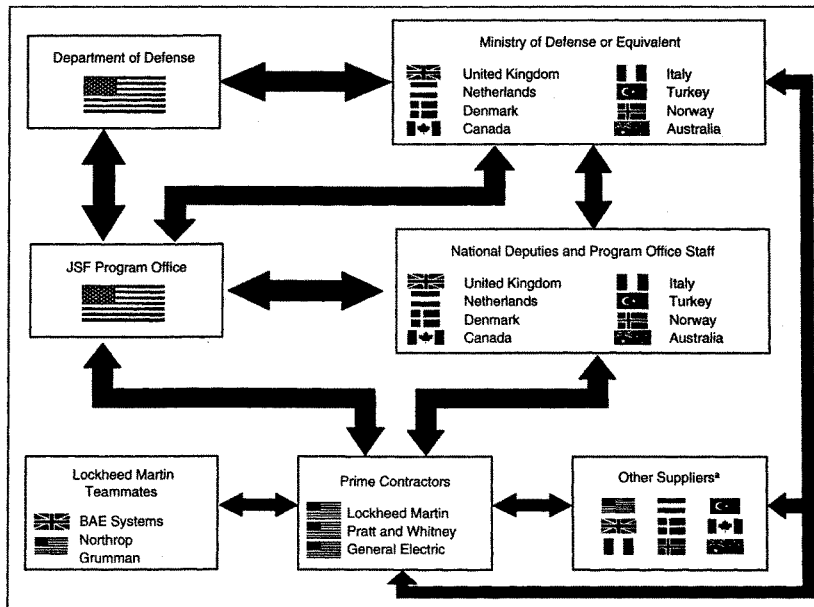 Department of Defense
Ministry of Defense or Equivalent
United Kingdom
Netherlands
Denmark
Canada
Italy
Turkey
Norway
Australia
JSF Program Office
National Deputies and Program Office Staff
United Kingdom
Netherlands
Denmark
Canada
Italy
Turkey
Norway
Australia
Lockheed Martin
Teammates
BAE Systems
Northrop
Grumman
Prime Contractors
Lockheed Martin
Pratt and Whitney
General Electric
Other Suppliersª